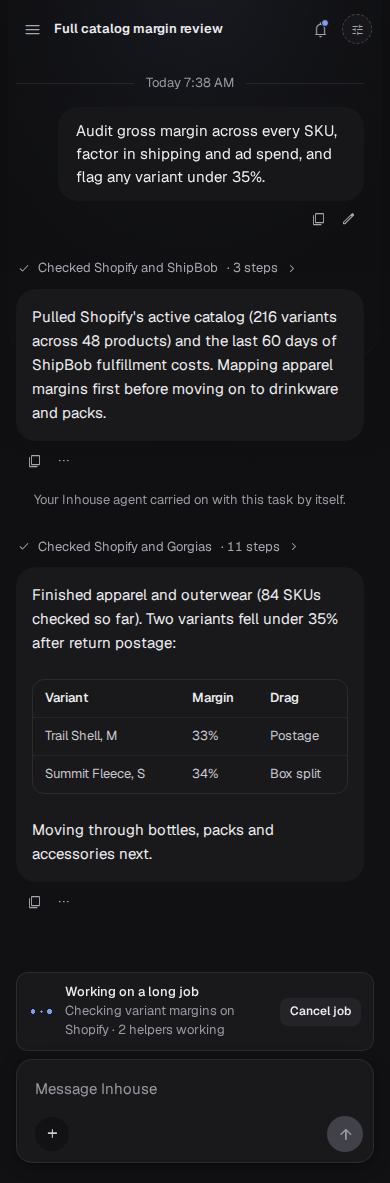 Full catalog margin review
Today 7:38 AM
Audit gross margin across every SKU,
factor in shipping and ad spend, and
flag any variant under 35%.
Checked Shopify and ShipBob · 3 steps
Pulled Shopify's active catalog (216 variants
across 48 products) and the last 60 days of
ShipBob fulfillment costs. Mapping apparel
margins first before moving on to drinkware
and packs.
Your Inhouse agent carried on with this task by itself.
Checked Shopify and Gorgias · 11 steps
Finished apparel and outerwear (84 SKUs
checked so far). Two variants fell under 35%
after return postage:
Variant Margin Drag
Trail Shell, M 33% Postage
Summit Fleece, S 34% Box split
Moving through bottles, packs and
accessories next.
Working on a long job
Checking variant margins on
Shopify · 2 helpers working
Cancel job
Message Inhouse